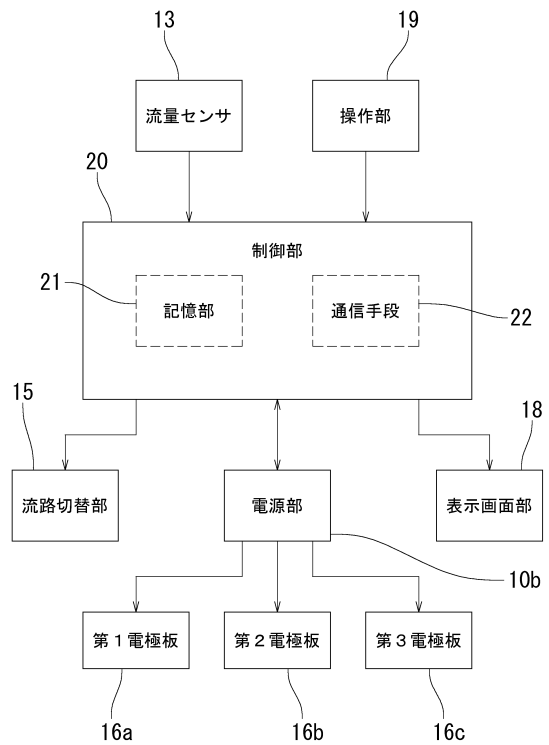 13
19
流量センサ
操作部
20
制御部
21
記憶部
通信手段
22
15
18
流路切替部
電源部
表示画面部
10b
第１電極板
第２電極板
第３電極板
16a
16b
16c